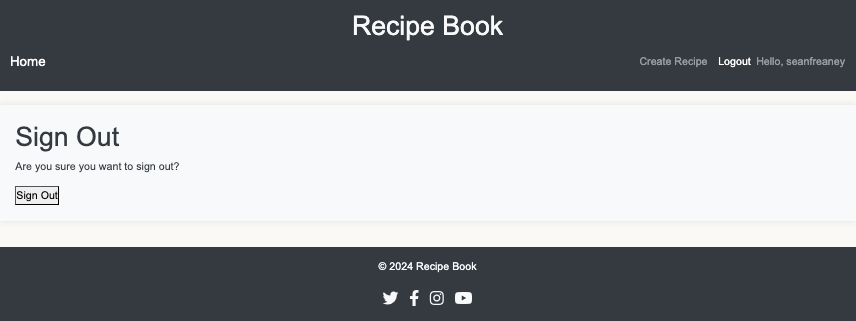 Recipe Book
Home Create Recipe Logout Hello, seanfreaney
Sign Out
Are you sure you want to sign out?
Sign Out
© 2024 Recipe Book